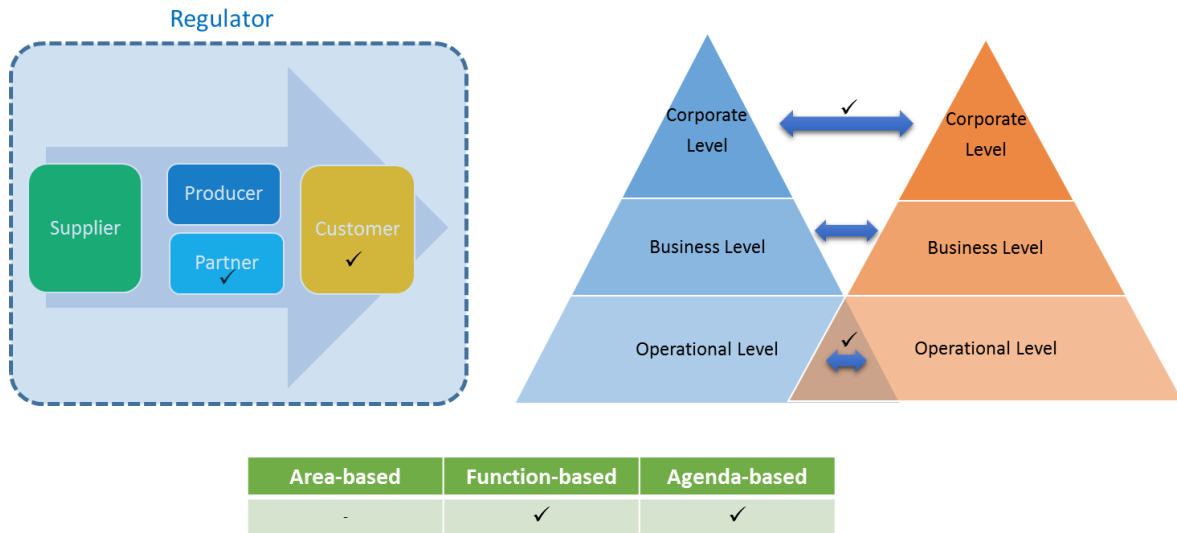 Regulator
Supplier
Producer
Partner
✓
Customer
✓
Corporate
Level
✓
Corporate
Level
Business Level
Business Level
Operational Level
✓
Operational Level
Area-based Function-based Agenda-based
- ✓ ✓